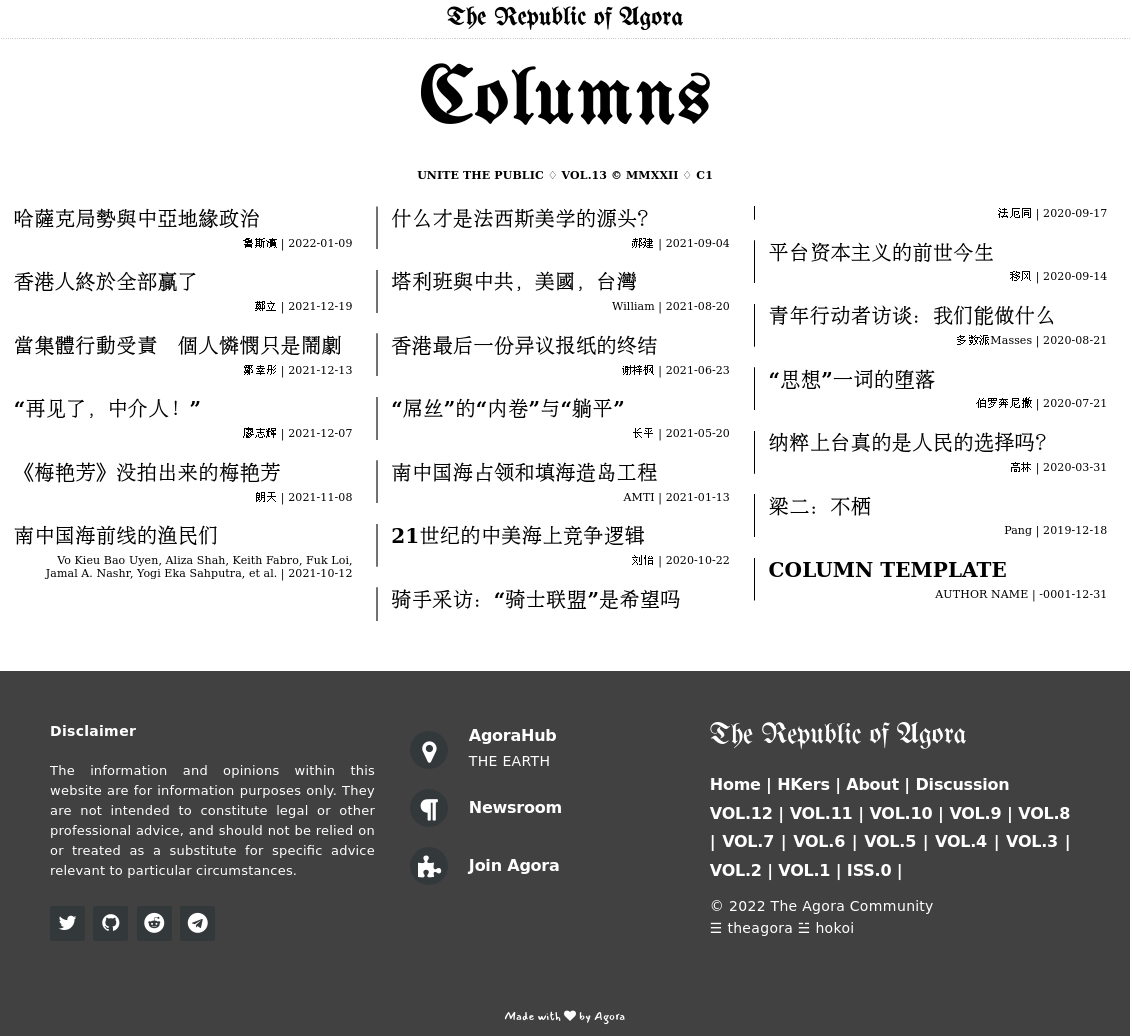 The Republic of Agora
Columns
UNITE THE PUBLIC ♢ VOL.13 © MMXXII ♢ C1
哈薩克局勢與中亞地緣政治
魯斯濱 | 2022-01-09
香港人終於全部贏了
鄭立 | 2021-12-19
當集體行動受責　個人憐憫只是鬧劇
鄒幸彤 | 2021-12-13
“再见了，中介人！”
廖志辉 | 2021-12-07
《梅艳芳》没拍出来的梅艳芳
朗天 | 2021-11-08
南中国海前线的渔民们
Vo Kieu Bao Uyen, Aliza Shah, Keith Fabro, Fuk Loi,
Jamal A. Nashr, Yogi Eka Sahputra, et al. | 2021-10-12
什么才是法西斯美学的源头？
郝建 | 2021-09-04
塔利班與中共，美國，台灣
William | 2021-08-20
香港最后一份异议报纸的终结
谢梓枫 | 2021-06-23
“屌丝”的“内卷”与“躺平”
长平 | 2021-05-20
南中国海占领和填海造岛工程
AMTI | 2021-01-13
21世纪的中美海上竞争逻辑
刘怡 | 2020-10-22
骑手采访：“骑士联盟”是希望吗
法厄同 | 2020-09-17
平台资本主义的前世今生
移风 | 2020-09-14
青年行动者访谈：我们能做什么
多数派Masses | 2020-08-21
“思想”一词的堕落
伯罗奔尼撒 | 2020-07-21
纳粹上台真的是人民的选择吗？
高林 | 2020-03-31
梁二：不栖
Pang | 2019-12-18
COLUMN TEMPLATE
AUTHOR NAME | -0001-12-31
Disclaimer
The information and opinions within this
website are for information purposes only. They
are not intended to constitute legal or other
professional advice, and should not be relied on
or treated as a substitute for specific advice
relevant to particular circumstances.
AgoraHub
THE EARTH
Newsroom
Join Agora
The Republic of Agora
Home | HKers | About | Discussion
VOL.12 | VOL.11 | VOL.10 | VOL.9 | VOL.8
| VOL.7 | VOL.6 | VOL.5 | VOL.4 | VOL.3 |
VOL.2 | VOL.1 | ISS.0 |
© 2022 The Agora Community
☰ theagora ☱ hokoi
Made with ♥ by Agora